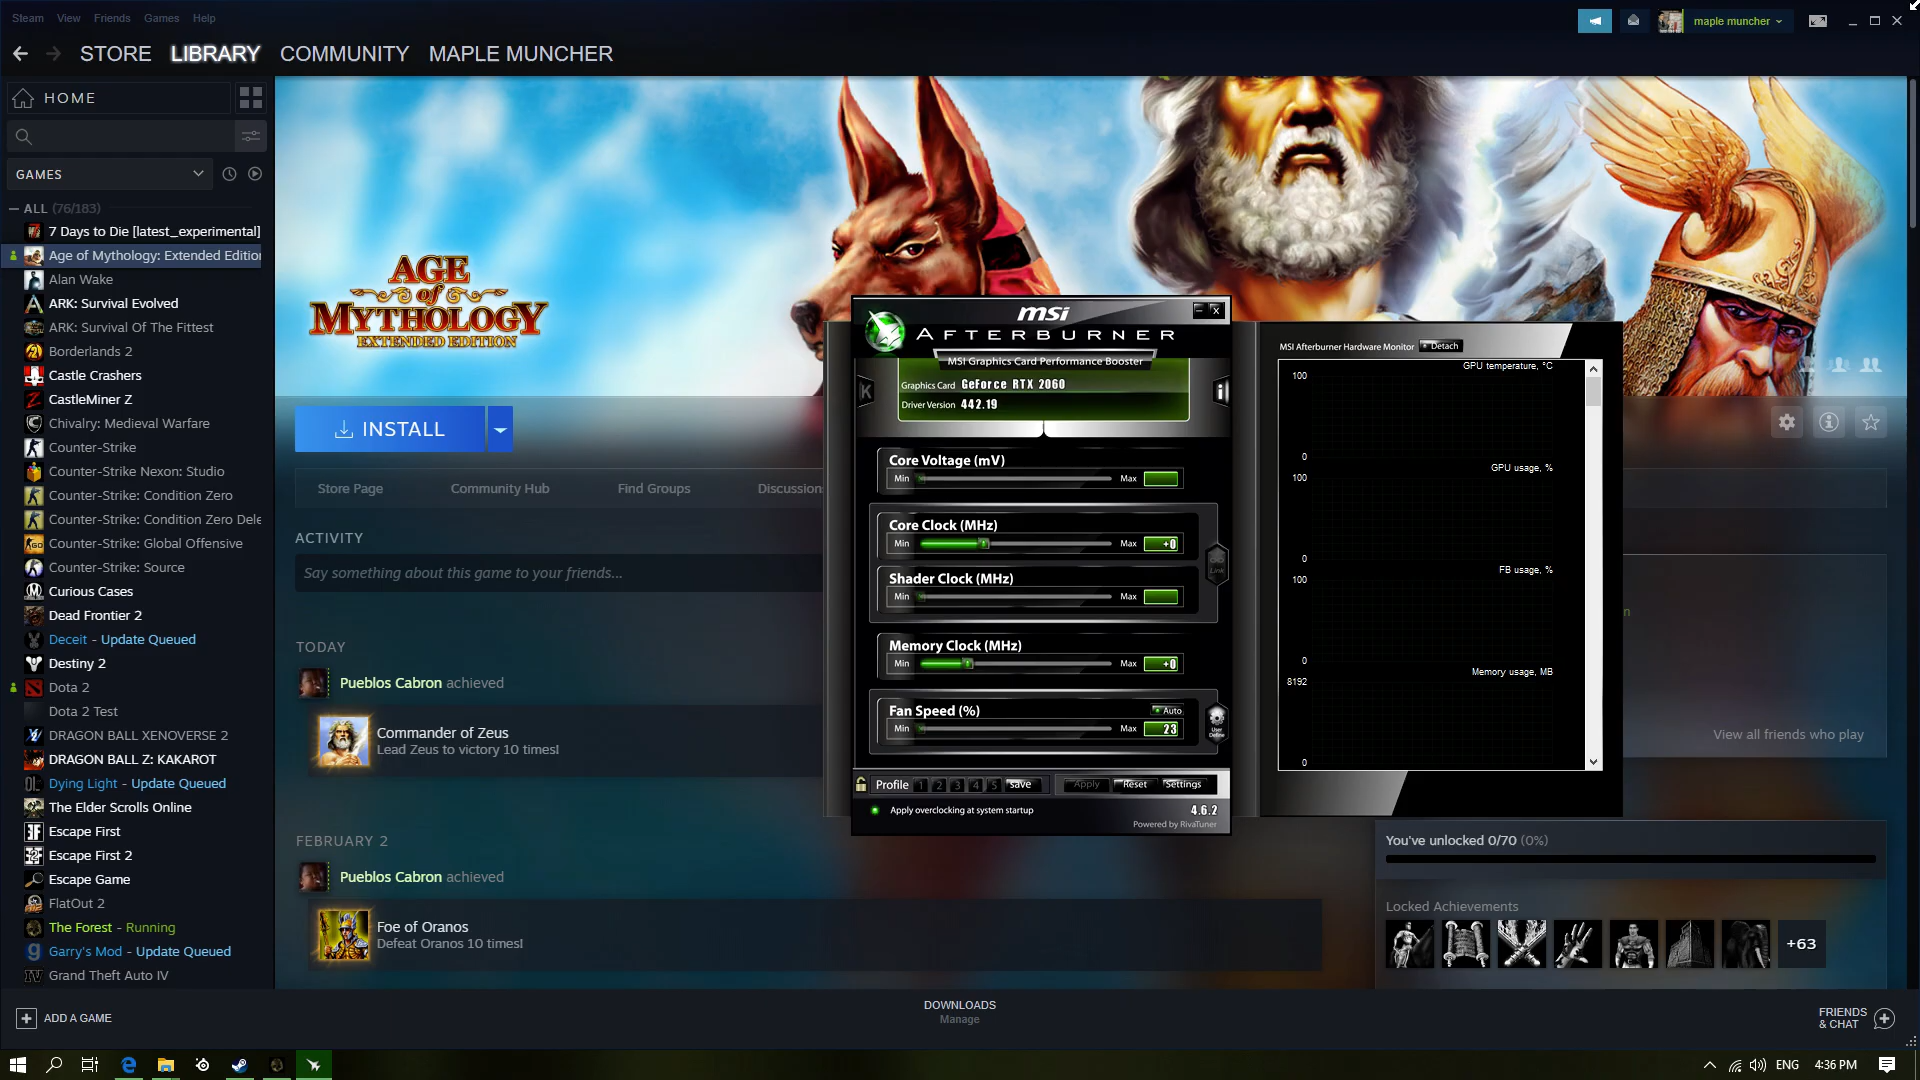 Steam View Friends Games Help
maple muncher
STORE LIBRARY COMMUNITY MAPLE MUNCHER
HOME
GAMES
ALL (76/183)
7 Days to Die [latest_experimental]
Age of Mythology: Extended Editio
Alan Wake
ARK: Survival Evolved
ARK: Survival Of The Fittest
Borderlands 2
Castle Crashers
CastleMiner Z
Chivalry: Medieval Warfare
Counter-Strike
Counter-Strike Nexon: Studio
Counter-Strike: Condition Zero
Counter-Strike: Condition Zero Dele
Counter-Strike: Global Offensive
Counter-Strike: Source
Curious Cases
Dead Frontier 2
Deceit - Update Queued
Destiny 2
Dota 2
Dota 2 Test
DRAGON BALL XENOVERSE 2
DRAGON BALL Z: KAKAROT
Dying Light - Update Queued
The Elder Scrolls Online
Escape First
Escape First 2
Escape Game
FlatOut 2
The Forest - Running
Garry's Mod - Update Queued
Grand Theft Auto IV
ADD A GAME
AGE of MYTHOLOGY
EXTENDED EDITION
INSTALL
Store Page Community Hub Find Groups Discussion
ACTIVITY
Say something about this game to your friends...
TODAY
Pueblos Cabron achieved
Commander of Zeus
Lead Zeus to victory 10 times!
FEBRUARY 2
Pueblos Cabron achieved
Foe of Oranos
Defeat Oranos 10 times!
msi
AFTERBURNER
MSI Graphics Card Performance Booster
K
i
Graphics Card GeForce RTX 2060
Driver Version 442.19
Core Voltage (mV)
Min Max
Core Clock (MHz)
Min Max +0
Link
Shader Clock (MHz)
Min Max
Memory Clock (MHz)
Min Max +0
Fan Speed (%) Auto
Min Max 23
User Define
Profile 1 2 3 4 5 save Apply Reset Settings
Apply overclocking at system startup 4.6.2
Powered by RivaTuner
MSI Afterburner Hardware Monitor Detach
GPU temperature, °C
100
0
GPU usage, %
100
0
FB usage, %
100
0
Memory usage, MB
8192
0
n
View all friends who play
You've unlocked 0/70 (0%)
Locked Achievements
+63
DOWNLOADS
Manage
FRIENDS
& CHAT
ENG 4:36 PM